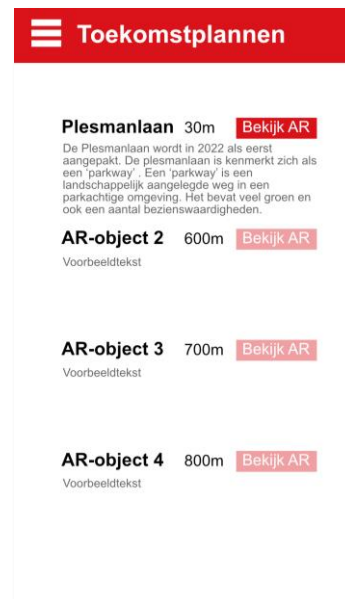 Toekomstplannen
Plesmanlaan 30m Bekijk AR
De Plesmanlaan wordt in 2022 als eerst
aangepakt. De plesmanlaan is kenmerkt zich als
een 'parkway' . Een 'parkway' is een
landschappelijk aangelegde weg in een
parkachtige omgeving. Het bevat veel groen en
ook een aantal bezienswaardigheden.
AR-object 2 600m Bekijk AR
Voorbeeldtekst
AR-object 3 700m Bekijk AR
Voorbeeldtekst
AR-object 4 800m Bekijk AR
Voorbeeldtekst